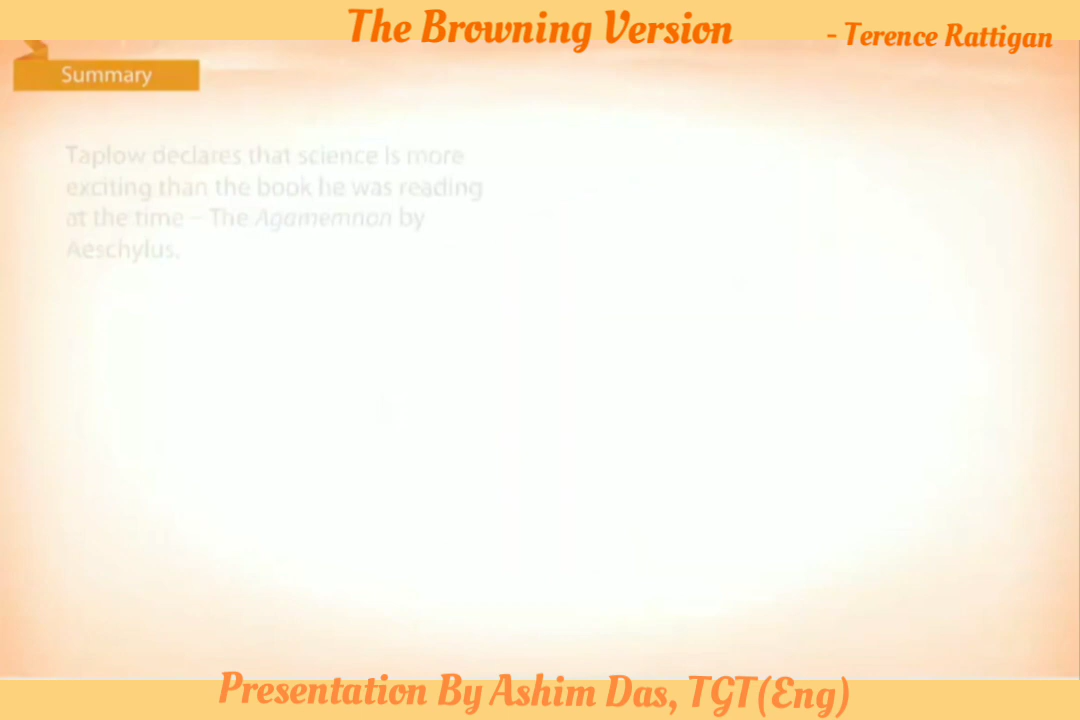 The Browning Version
- Terence Rattigan
Summary
Taplow declares that science is more
exciting than the book he was reading
at the time – The Agamemnon by
Aeschylus.
Presentation By Ashim Das, TGT(Eng)